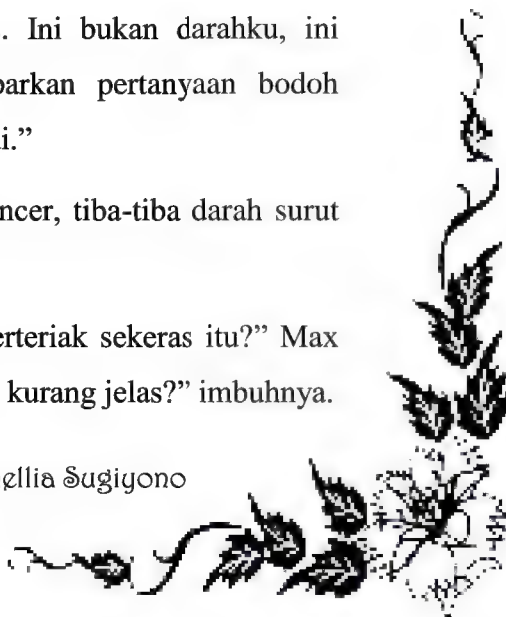 . Ini bukan darahku, ini
parkan pertanyaan bodoh
i.”
ncer, tiba-tiba darah surut
erteriak sekeras itu?” Max
kurang jelas?” imbuhnya.
ellia Sugiyono